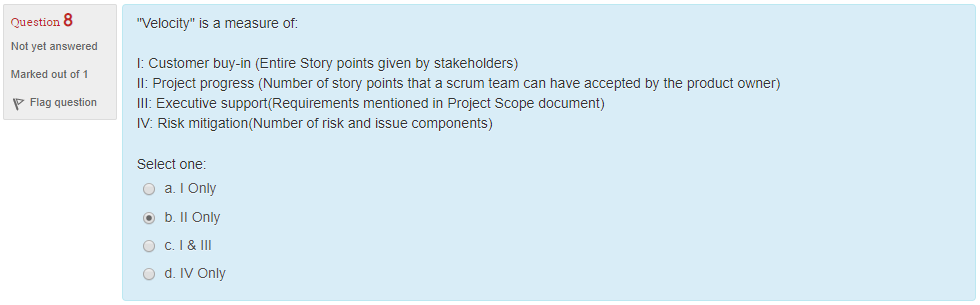 Question 8
Not yet answered
Marked out of 1
Flag question
"Velocity" is a measure of:
I: Customer buy-in (Entire Story points given by stakeholders)
II: Project progress (Number of story points that a scrum team can have accepted by the product owner)
III: Executive support(Requirements mentioned in Project Scope document)
IV: Risk mitigation(Number of risk and issue components)
Select one:
a. I Only
b. II Only
c. I & III
d. IV Only